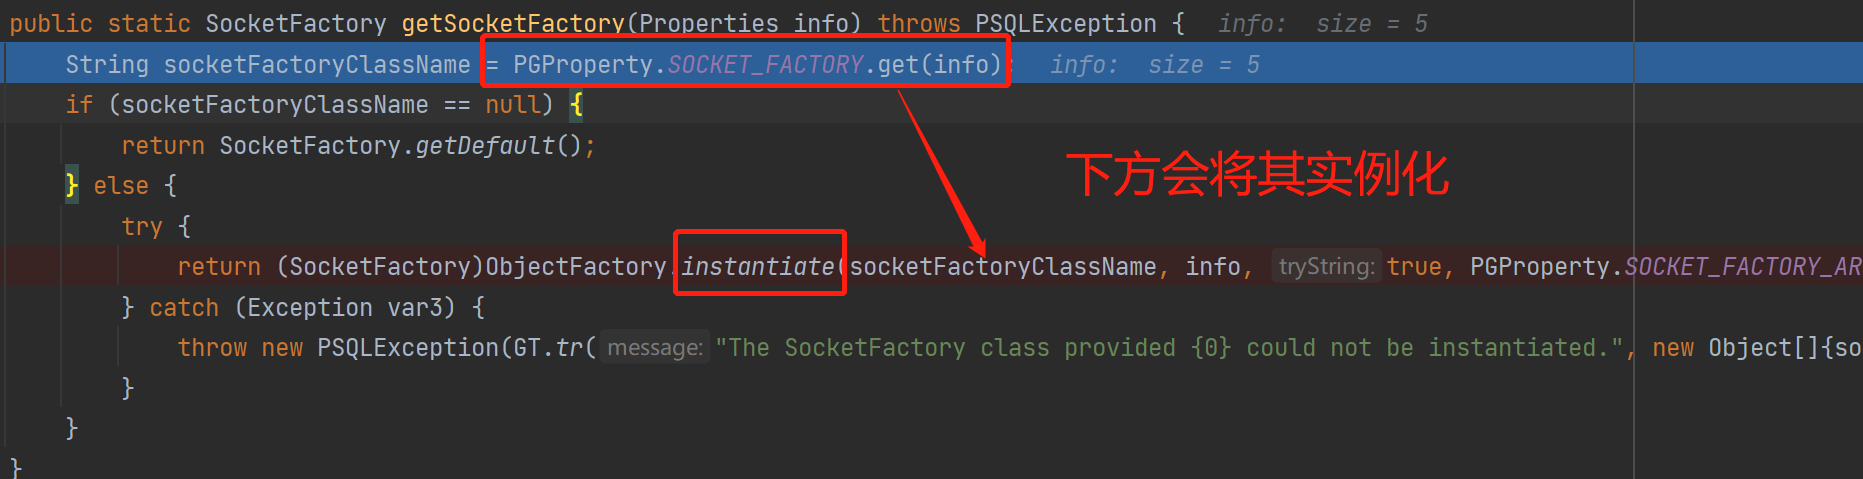 public static SocketFactory getSocketFactory(Properties info) throws PSQLException {  info:  size = 5
String socketFactoryClassName = PGProperty.SOCKET_FACTORY.get(info);  info:  size = 5
if (socketFactoryClassName == null) {
return SocketFactory.getDefault();
} else {
下方会将其实例化
try {
return (SocketFactory)ObjectFactory.instantiate(socketFactoryClassName, info, tryString: true, PGProperty.SOCKET_FACTORY_AR
} catch (Exception var3) {
throw new PSQLException(GT.tr( message: "The SocketFactory class provided {0} could not be instantiated.", new Object[]{so
}
}
}